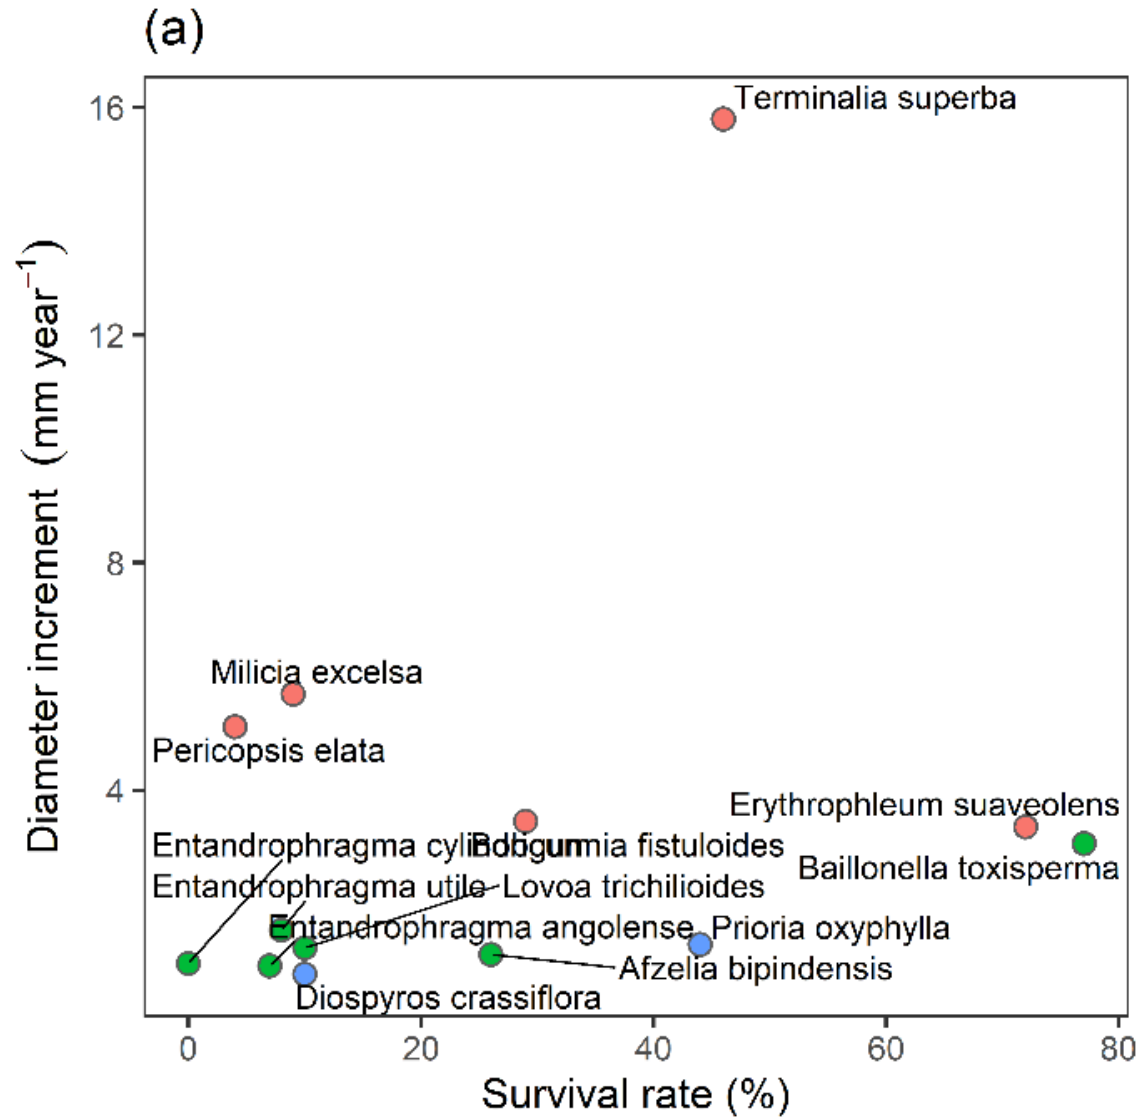 (a)
Diameter increment (mm year⁻¹)
16
12
8
4
Terminalia superba
Milicia excelsa
Pericopsis elata
Erythrophleum suaveolens
Entandrophragma cylindricum
fistuloides
Baillonella toxisperma
Entandrophragma utile
Lovoa trichilioides
Entandrophragma angolense
Prioria oxyphylla
Afzelia bipindensis
Diospyros crassiflora
0
20
40
60
80
Survival rate (%)